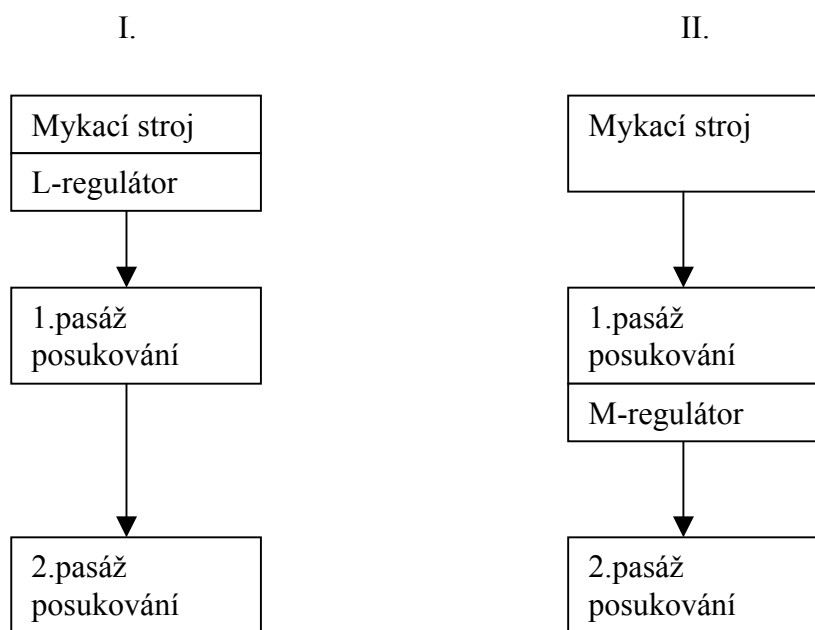 I.
Mykací stroj
L-regulátor
1.pasáž
posukování
2.pasáž
posukování
II.
Mykací stroj
1.pasáž
posukování
M-regulátor
2.pasáž
posukování